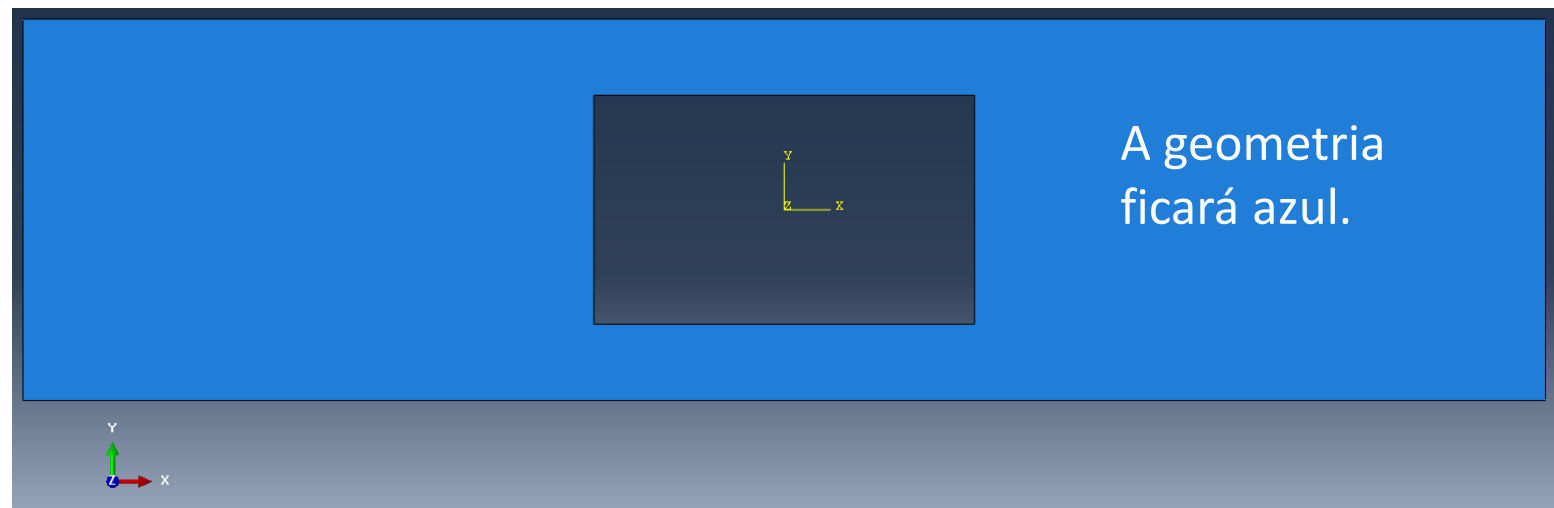 Y
Z X
A geometria
ficará azul.
Y
Z X